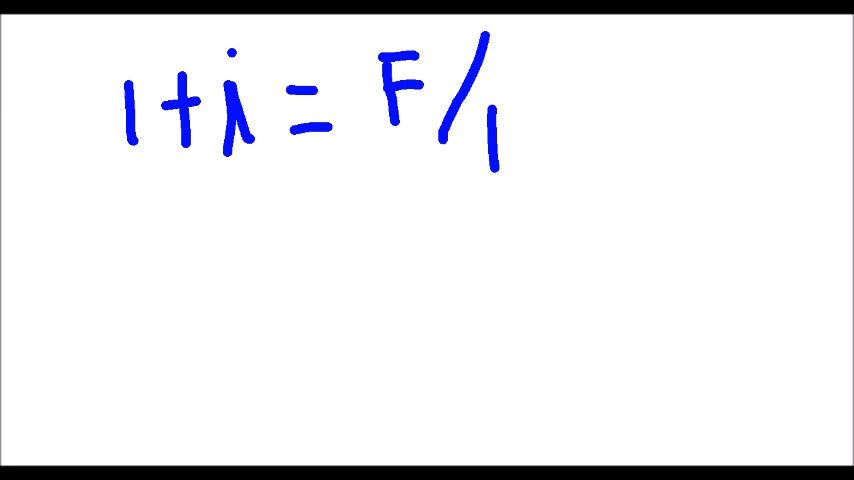 1+i = F/1